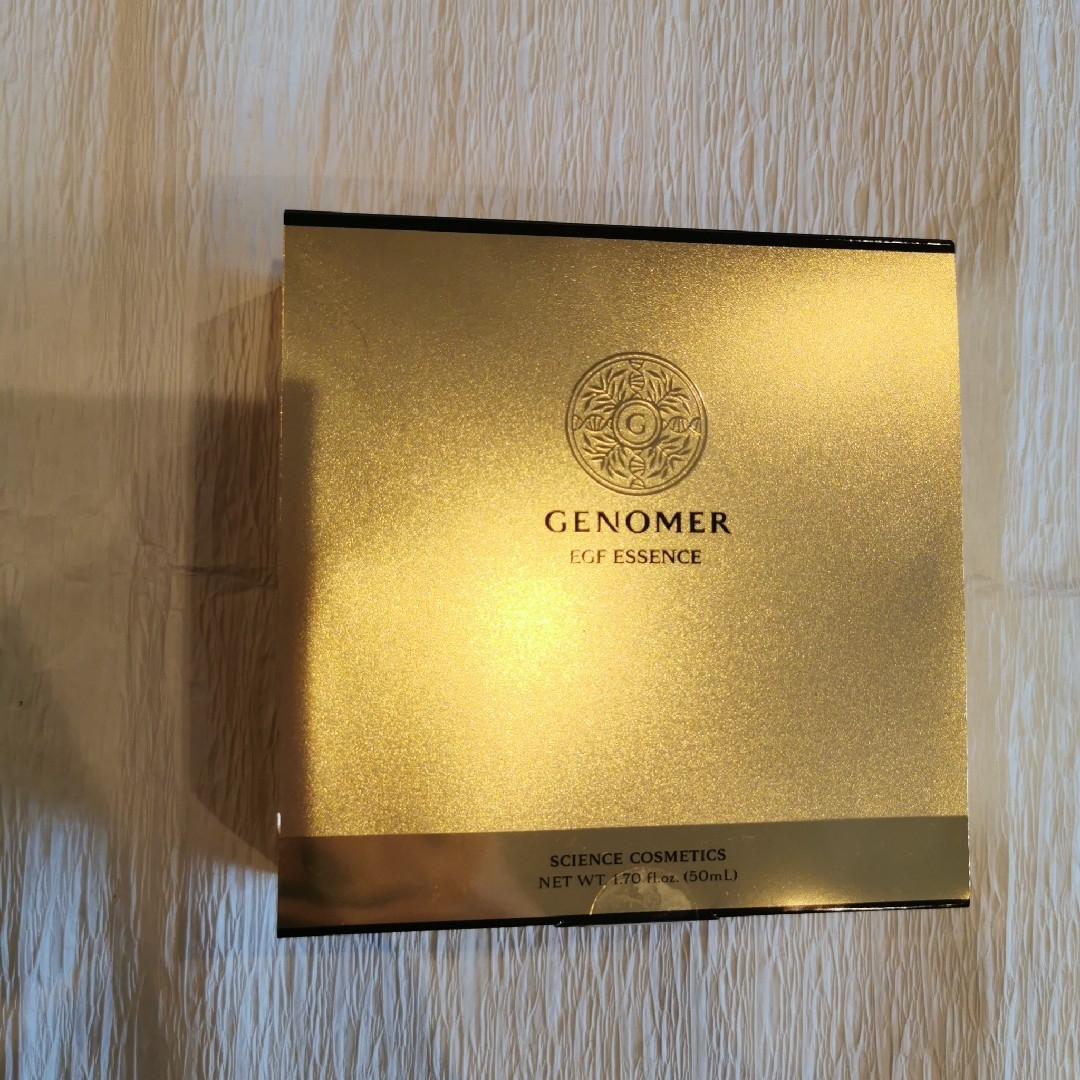 G
GENOMER
EGF ESSENCE
SCIENCE COSMETICS
NET WT. 1.70 fl.oz. (50mL)